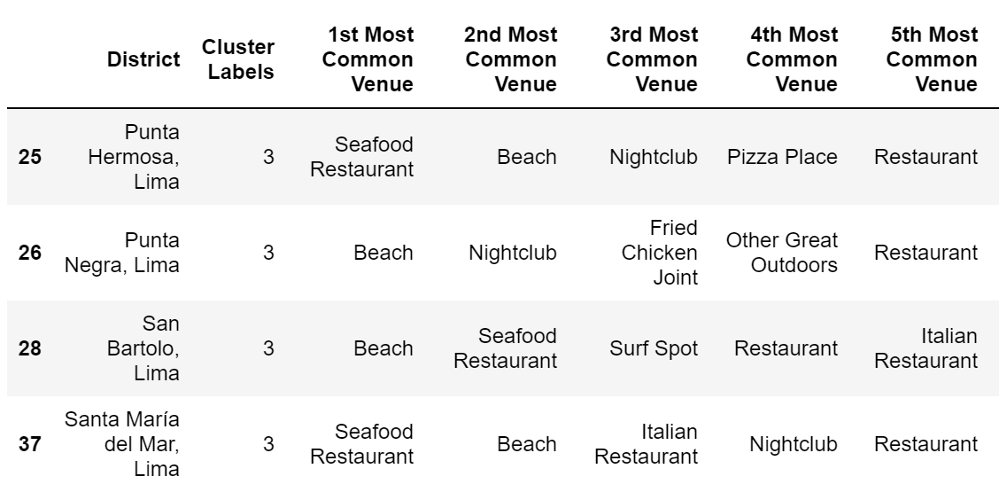 District Cluster Labels 1st Most Common Venue 2nd Most Common Venue 3rd Most Common Venue 4th Most Common Venue 5th Most Common Venue
25 Punta Hermosa, Lima 3 Seafood Restaurant Beach Nightclub Pizza Place Restaurant
26 Punta Negra, Lima 3 Beach Nightclub Fried Chicken Joint Other Great Outdoors Restaurant
28 San Bartolo, Lima 3 Beach Seafood Restaurant Surf Spot Restaurant Italian Restaurant
37 Santa María del Mar, Lima 3 Seafood Restaurant Beach Italian Restaurant Nightclub Restaurant